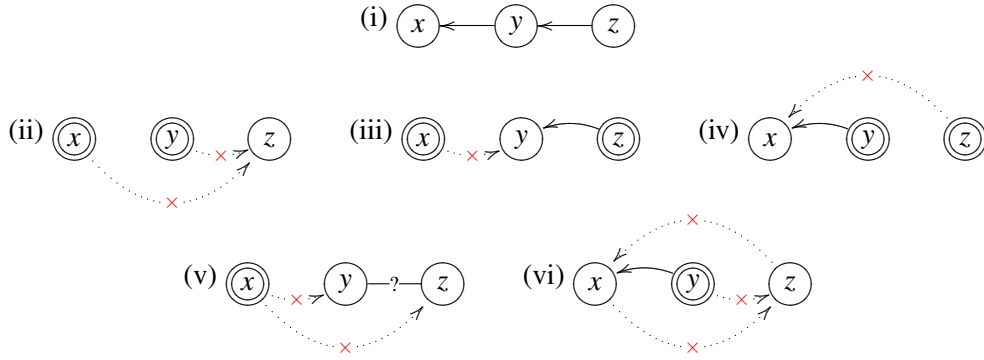 (i) x y z
(ii) x y z (iii) x y z (iv) x y z
(v) x y ? z (vi) x y z